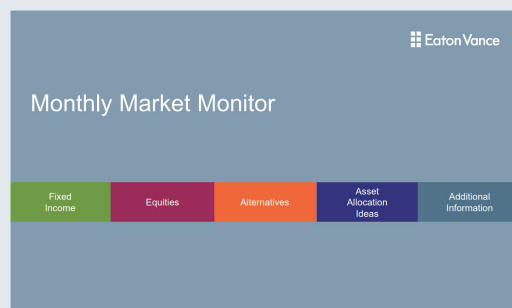 Eaton Vance
Monthly Market Monitor
Fixed
Income
Equities
Alternatives
Asset
Allocation
Ideas
Additional
Information